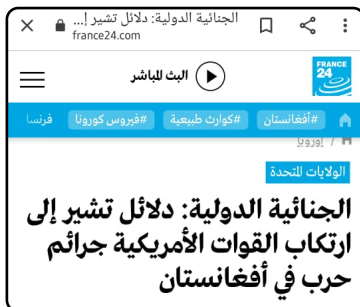 الجنائية الدولية: دلائل تشير إ...
france24.com
FRANCE
24
البث المباشر
#أفغانستان #كوارث طبيعية #فيروس كورونا فرنسا
/ أوروبا
الولايات المتحدة
الجنائية الدولية: دلائل تشير إلى
ارتكاب القوات الأمريكية جرائم
حرب في أفغانستان